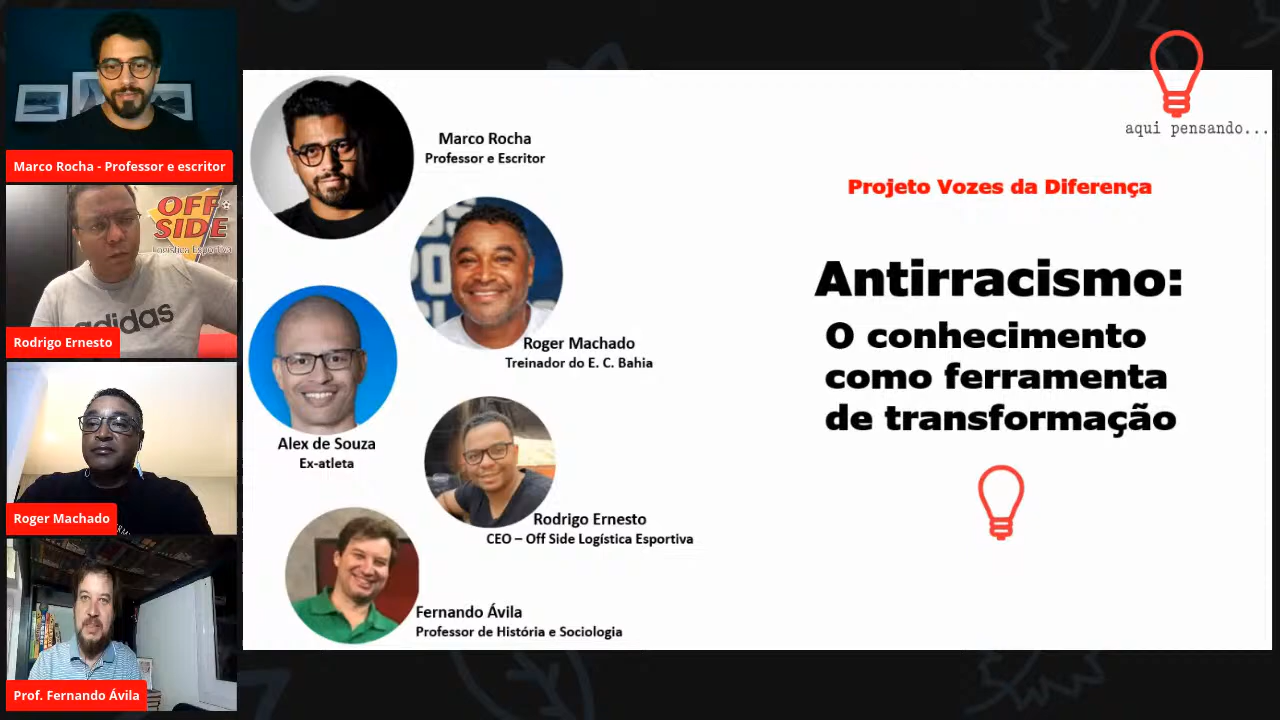 Marco Rocha - Professor e escritor
OFF
SIDE
Logística Esportiva
adidas
Rodrigo Ernesto
Roger Machado
Prof. Fernando Ávila
Marco Rocha
Professor e Escritor
Roger Machado
Treinador do E. C. Bahia
Alex de Souza
Ex-atleta
Rodrigo Ernesto
CEO – Off Side Logística Esportiva
Fernando Ávila
Professor de História e Sociologia
aqui pensando...
Projeto Vozes da Diferença
Antirracismo:
O conhecimento
como ferramenta
de transformação